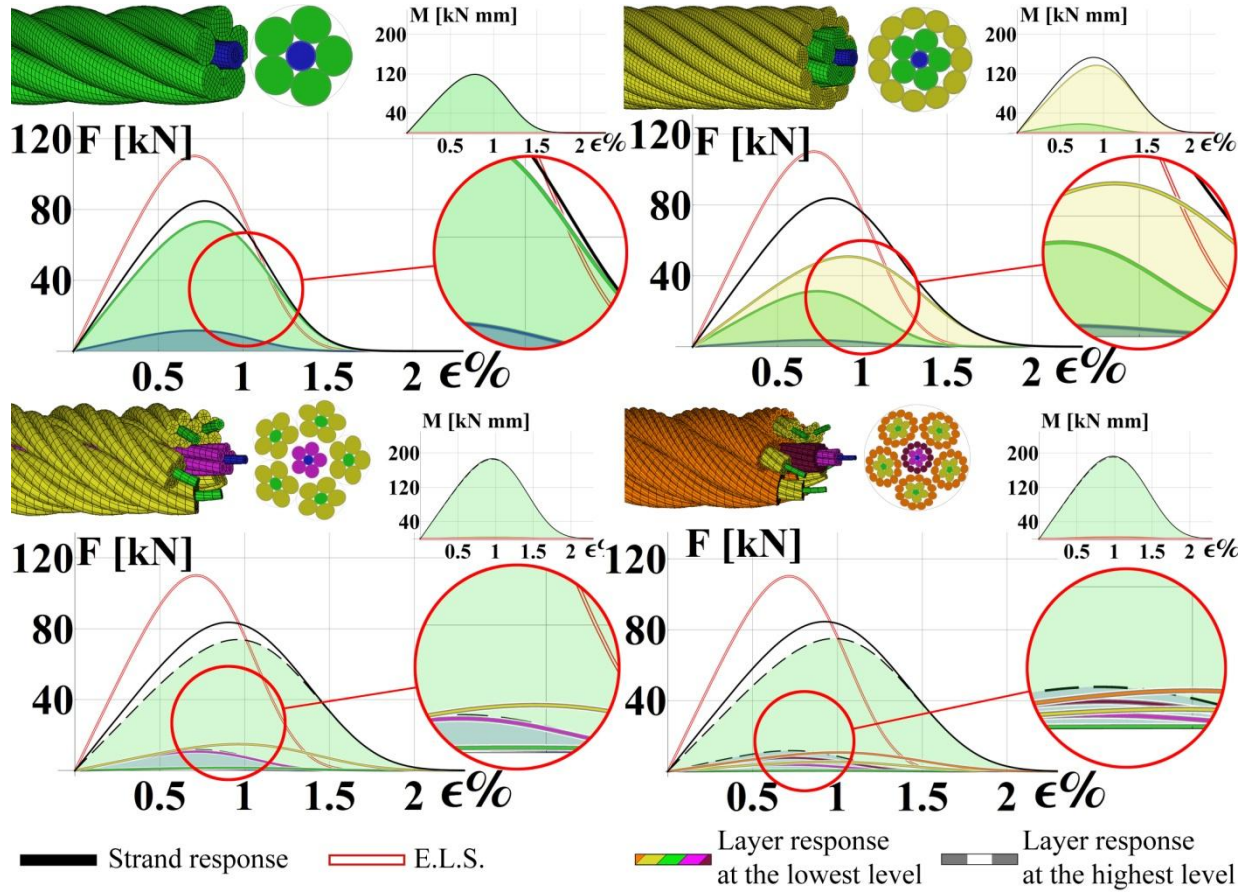 M [kN mm]
200
120
40
0.5 1 1.5 2 ϵ%
120 F [kN]
80
40
0.5 1 1.5 2 ϵ%
M [kN mm]
200
120
40
0.5 1 1.5 2 ϵ%
120 F [kN]
80
40
0.5 1 1.5 2 ϵ%
M [kN mm]
200
120
40
0.5 1 1.5 2 ϵ%
120 F [kN]
80
40
0.5 1 1.5 2 ϵ%
M [kN mm]
200
120
40
0.5 1 1.5 2 ϵ%
120 F [kN]
80
40
0.5 1 1.5 2 ϵ%
Strand response
E.L.S.
Layer response
at the lowest level
Layer response
at the highest level